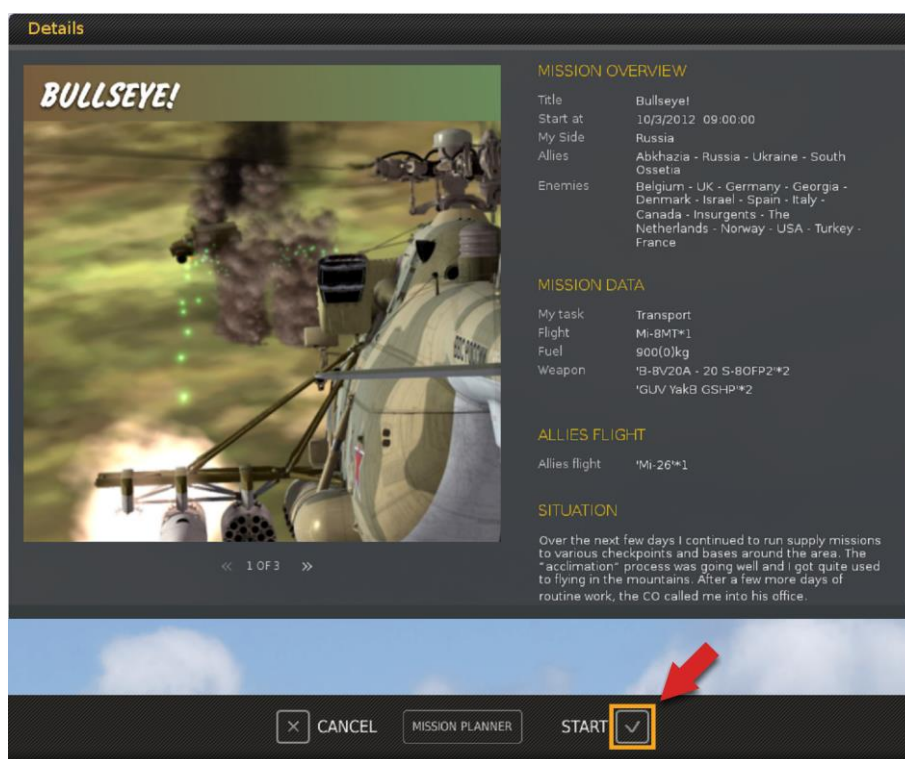 Details
BULLSEYE!
1 OF 3
MISSION OVERVIEW
Title Bullseye!
Start at 10/3/2012 09:00:00
My Side Russia
Allies Abkhazia - Russia - Ukraine - South
Ossetia
Enemies Belgium - UK - Germany - Georgia -
Denmark - Israel - Spain - Italy -
Canada - Insurgents - The
Netherlands - Norway - USA - Turkey -
France
MISSION DATA
My task Transport
Flight Mi-8MT*1
Fuel 900(0)kg
Weapon 'B-8V20A - 20 S-8OFP2'*2
'GUV YakB GSHP'*2
ALLIES FLIGHT
Allies flight 'Mi-26'*1
SITUATION
Over the next few days I continued to run supply missions
to various checkpoints and bases around the area. The
"acclimation" process was going well and I got quite used
to flying in the mountains. After a few more days of
routine work, the CO called me into his office.
CANCEL MISSION PLANNER START